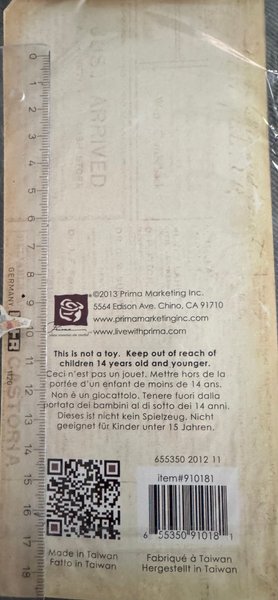 JUST ARRIVED
0 1 2 3 4 5 6 7 8 9 10 11 12 13 14 15 16 17 18
GERMANY
STORYA
Prima
©2013 Prima Marketing Inc.
5564 Edison Ave. Chino, CA 91710
www.primamarketinginc.com
www.livewithprima.com
This is not a toy. Keep out of reach of
children 14 years old and younger.
Ceci n'est pas un jouet. Mettre hors de la
portée d'un enfant de moins de 14 ans.
Non é un giocattolo. Tenere fuori dalla
portata dei bambini al di sotto dei 14 anni.
Dieses ist nicht kein Spielzeug. Nicht
geeignet für Kinder unter 15 Jahren.
655350 2012 11
item#910181
6 55350 91018 1
Made in Taiwan
Fatto in Taiwan
Fabriqué à Taiwan
Hergestellt in Taiwan